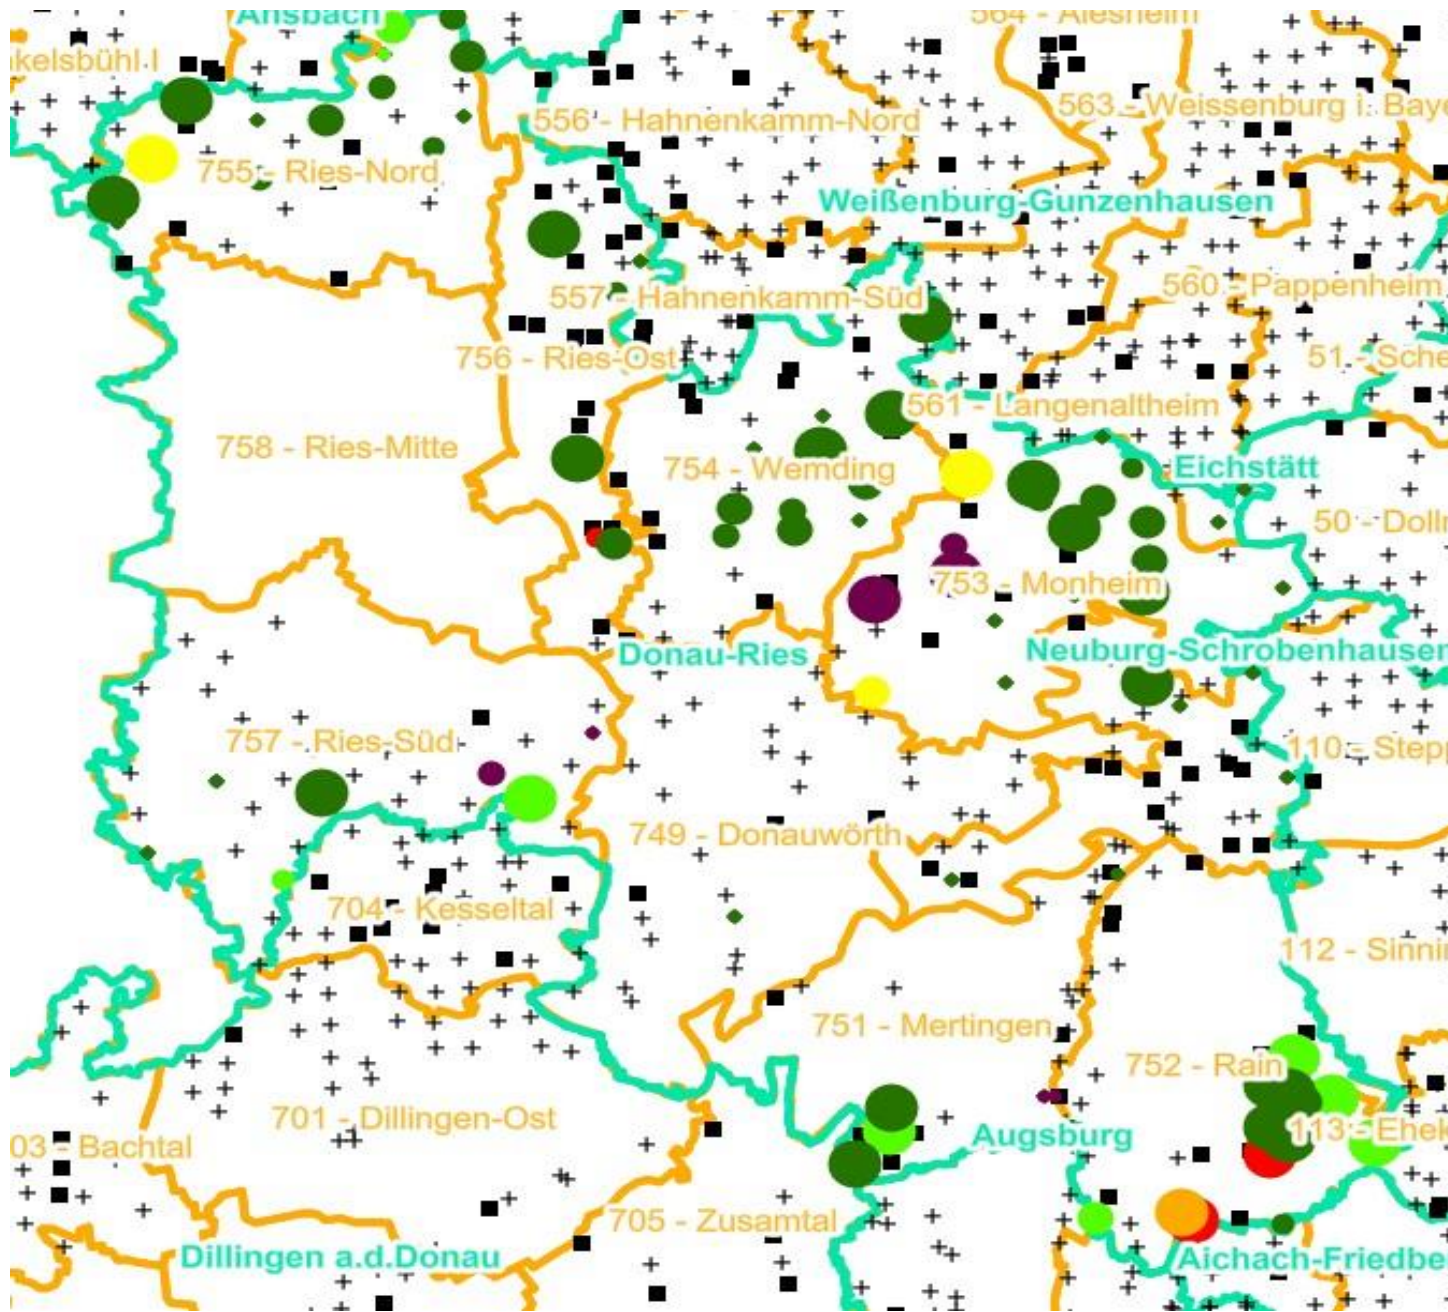 Ansbach
564 - Alesheim
nkelsbühl I
563 - Weissenburg i. Baye
556 - Hahnenkamm-Nord
755 - Ries-Nord
Weißenburg-Gunzenhausen
560 - Pappenheim
557 - Hahnenkamm-Süd
756 - Ries-Ost
51 - Sche
561 - Langenaltheim
758 - Ries-Mitte
754 - Wemding
Eichstätt
50 - Dolln
753 - Monheim
Donau-Ries
Neuburg-Schrobenhausen
757 - Ries-Süd
110 - Stepp
749 - Donauwörth
704 - Kesseltal
112 - Sinnin
751 - Mertingen
752 - Rain
701 - Dillingen-Ost
113 - Ehek
03 - Bachtal
Augsburg
705 - Zusamtal
Dillingen a.d.Donau
Aichach-Friedbe